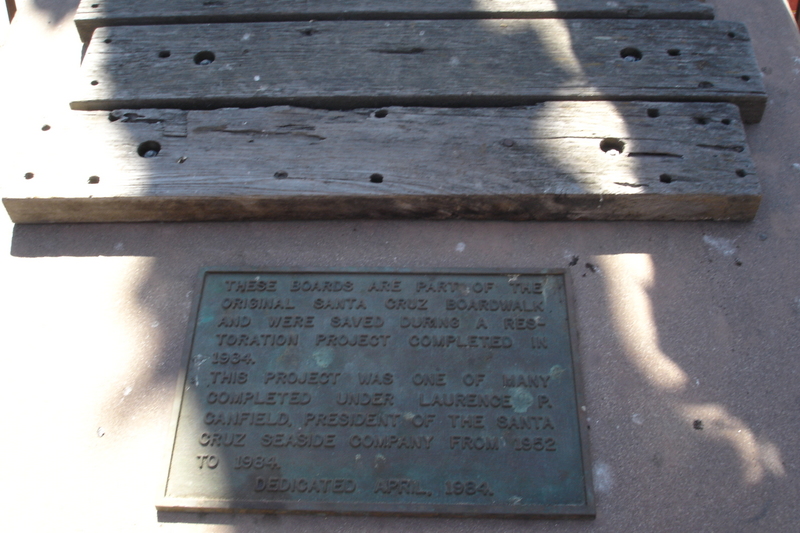 THESE BOARDS ARE PART OF THE
ORIGINAL SANTA CRUZ BOARDWALK
AND WERE SAVED DURING A RES-
TORATION PROJECT COMPLETED IN
1984.
THIS PROJECT WAS ONE OF MANY
COMPLETED UNDER LAURENCE P.
CANFIELD, PRESIDENT OF THE SANTA
CRUZ SEASIDE COMPANY FROM 1952
TO 1984.
DEDICATED APRIL, 1984.